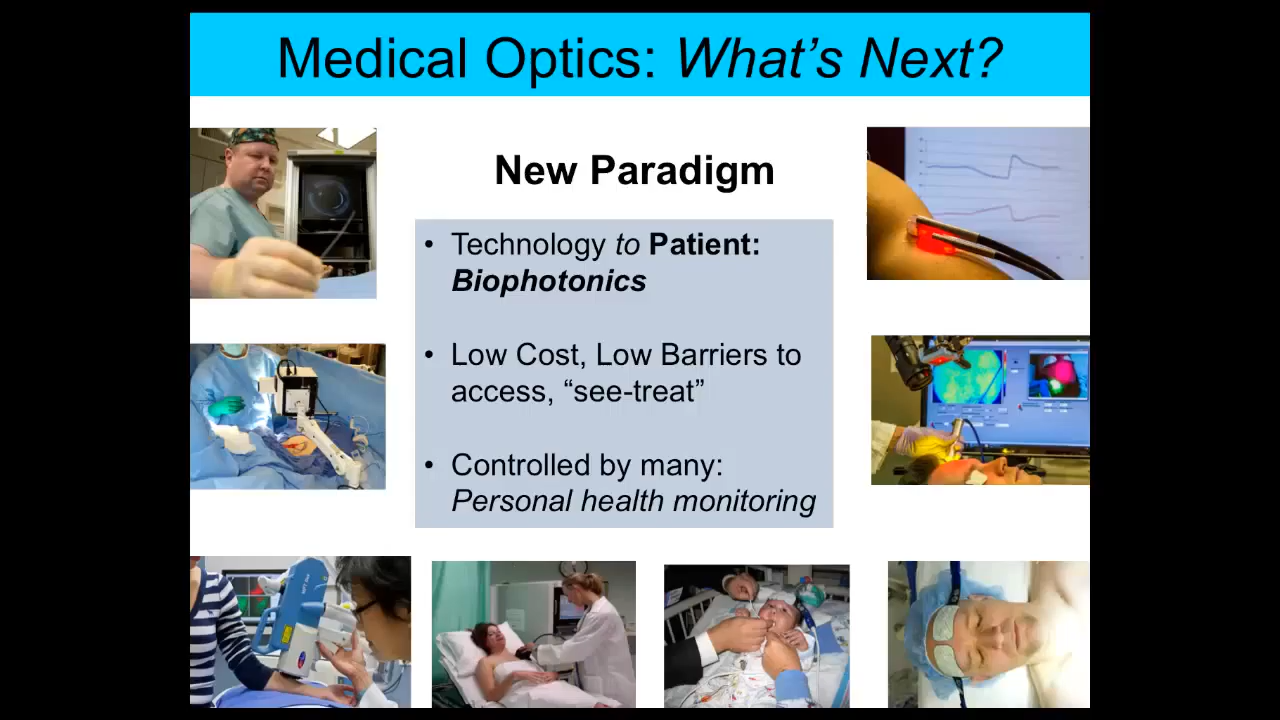 Medical Optics: What's Next?
New Paradigm
• Technology to Patient:
Biophotonics
• Low Cost, Low Barriers to
access, “see-treat”
• Controlled by many:
Personal health monitoring